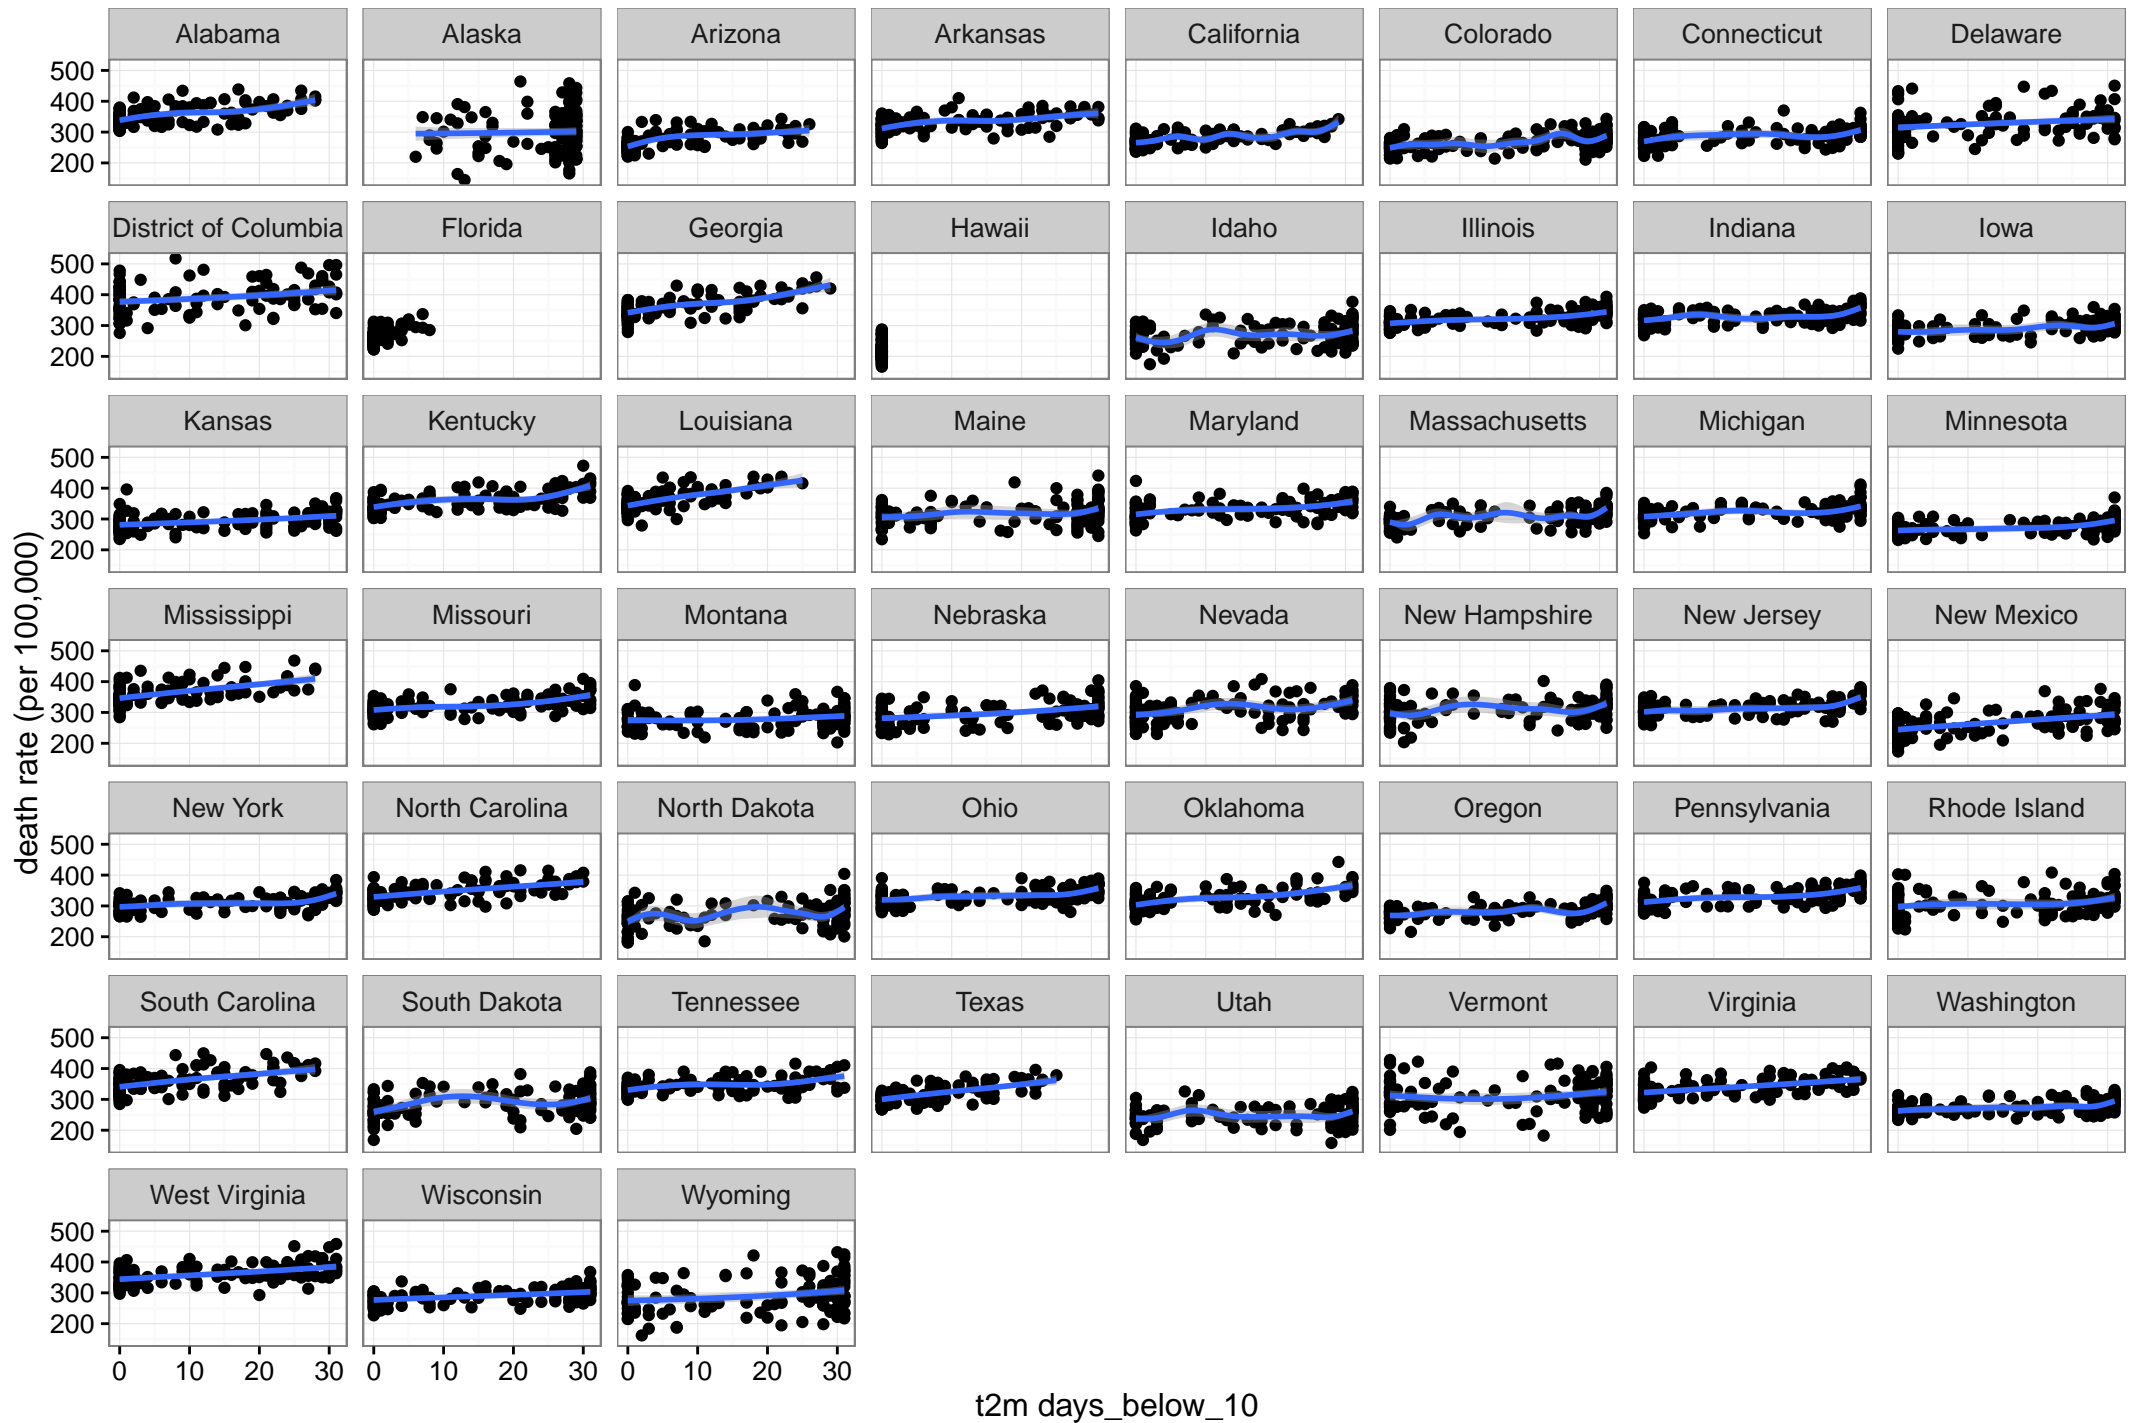 Alabama Alaska Arizona Arkansas California Colorado Connecticut Delaware
500
400
300
200
District of Columbia Florida Georgia Hawaii Idaho Illinois Indiana Iowa
500
400
300
200
Kansas Kentucky Louisiana Maine Maryland Massachusetts Michigan Minnesota
500
400
300
200
Mississippi Missouri Montana Nebraska Nevada New Hampshire New Jersey New Mexico
500
400
300
200
New York North Carolina North Dakota Ohio Oklahoma Oregon Pennsylvania Rhode Island
500
400
300
200
South Carolina South Dakota Tennessee Texas Utah Vermont Virginia Washington
500
400
300
200
West Virginia Wisconsin Wyoming
500
400
300
200
0 10 20 30 0 10 20 30 0 10 20 30
t2m days_below_10
death rate (per 100,000)